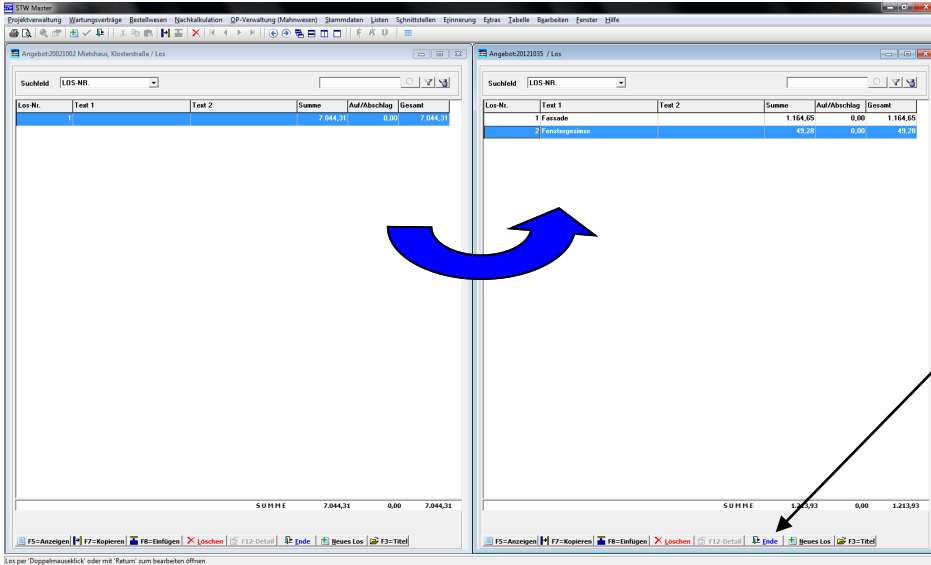 STW Master
Projektverwaltung Wartungsverträge Bestellwesen Nachkalkulation OP-Verwaltung (Mahnwesen) Stammdaten Listen Schnittstellen Erinnerung Extras Tabelle Bearbeiten Fenster Hilfe
F K U
Angebot:20021002 Mietshaus, Klosterstraße / Los
Suchfeld LOS-NR.
Los-Nr. Text 1 Text 2 Summe Auf/Abschlag Gesamt
1 7.044,31 0,00 7.044,31
SUMME 7.044,31 0,00 7.044,31
F5=Anzeigen F7=Kopieren F8=Einfügen Löschen F12-Detail Ende Neues Los F3=Titel
Angebot:20121035 / Los
Suchfeld LOS-NR.
Los-Nr. Text 1 Text 2 Summe Auf/Abschlag Gesamt
1 Fassade 1.164,65 0,00 1.164,65
2 Fenstergesimse 49,28 0,00 49,28
SUMME 1.213,93 0,00 1.213,93
F5=Anzeigen F7=Kopieren F8=Einfügen Löschen F12-Detail Ende Neues Los F3=Titel
Los per 'Doppelmauseklick' oder mit 'Return' zum bearbeiten öffnen